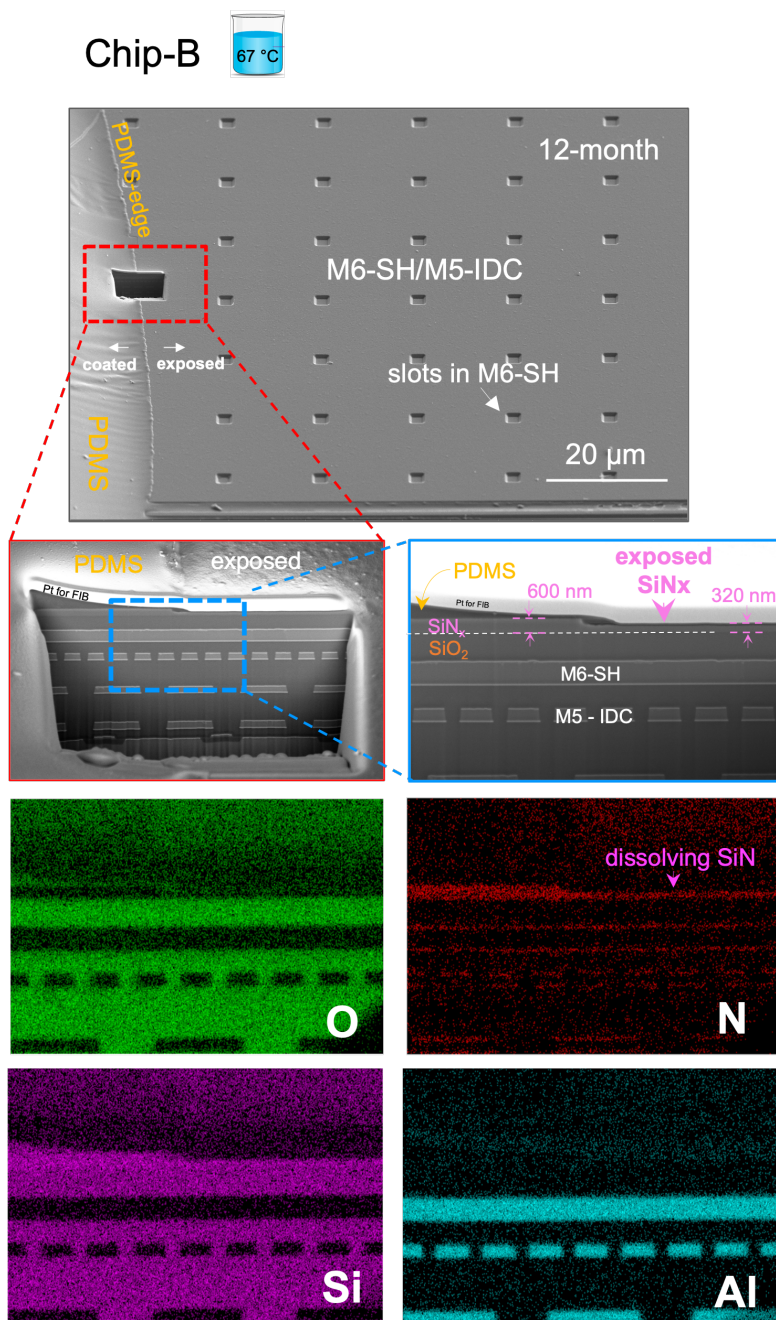 Chip-B
67 °C
12-month
PDMS-edge
M6-SH/M5-IDC
coated
exposed
slots in M6-SH
PDMS
20 µm
PDMS
exposed
Pt for FIB
exposed
SiNx
PDMS
600 nm
320 nm
Pt for FIB
SiNx
SiO2
M6-SH
M5 - IDC
dissolving SiN
O
N
Si
Al